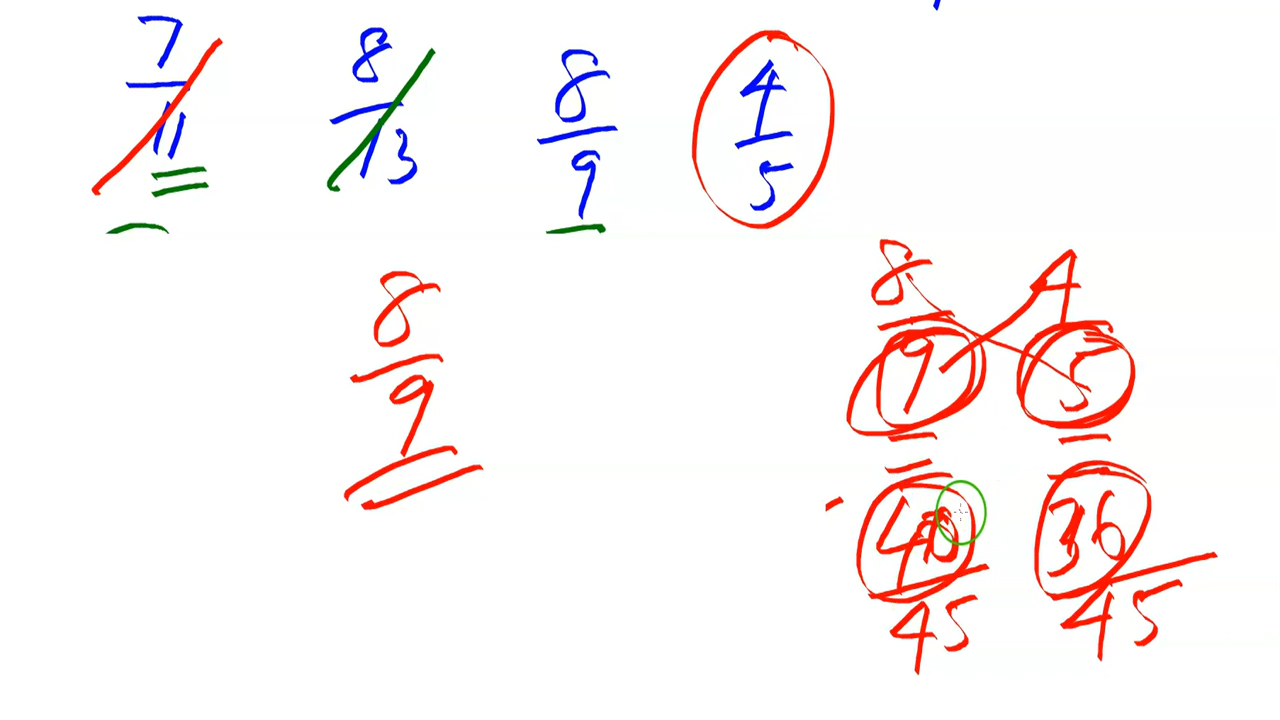 7/11 8/13 8/9 4/5
8/9
8/9 4/5
= =
40/45 36/45